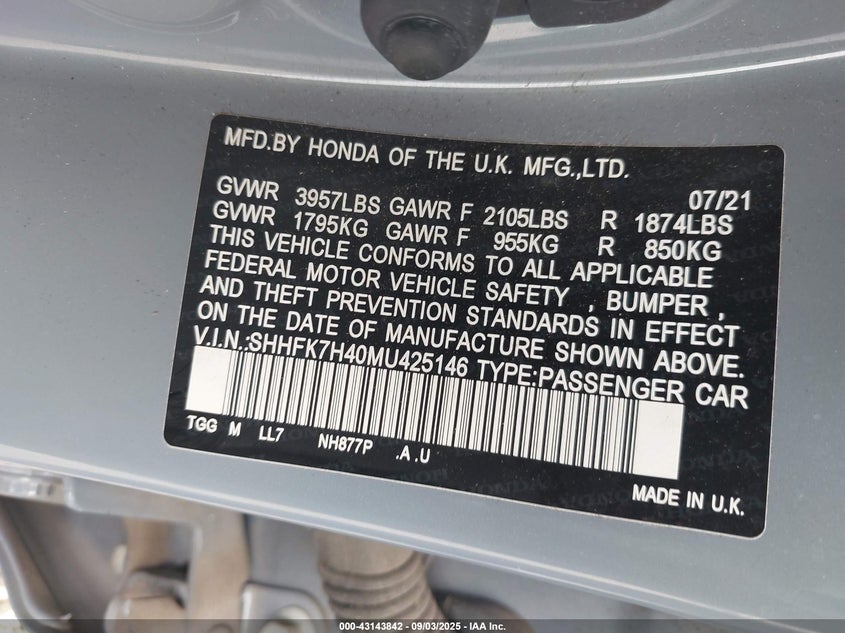 MFD.BY HONDA OF THE U.K. MFG.,LTD.
07/21
GVWR 3957LBS GAWR F 2105LBS R 1874LBS
GVWR 1795KG GAWR F 955KG R 850KG
THIS VEHICLE CONFORMS TO ALL APPLICABLE
FEDERAL MOTOR VEHICLE SAFETY , BUMPER ,
AND THEFT PREVENTION STANDARDS IN EFFECT
ON THE DATE OF MANUFACTURE SHOWN ABOVE.
V.I.N.:SHHFK7H40MU425146 TYPE:PASSENGER CAR
TGG M LL7 NH877P .A.U
MADE IN U.K.
000-43143842 - 09/03/2025 - IAA Inc.